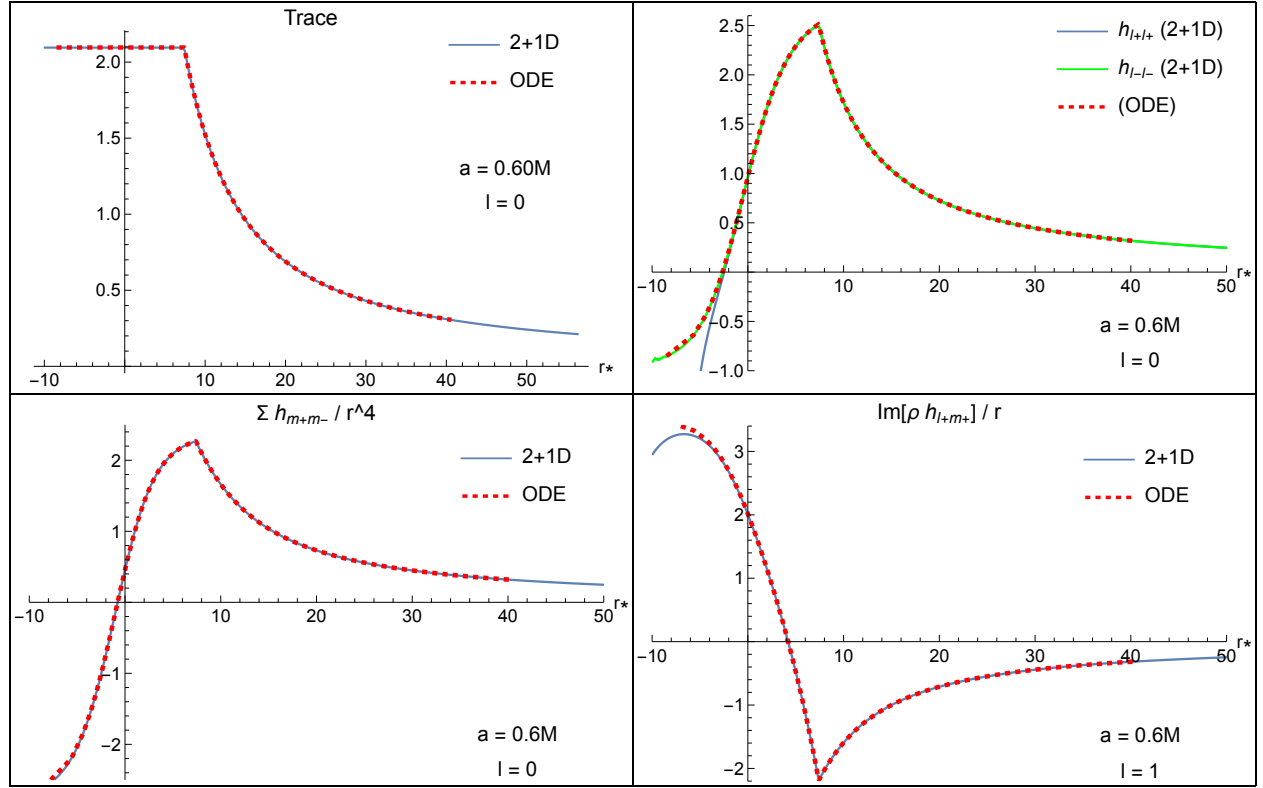 Trace
2+1D
ODE
a = 0.60M
l = 0
2.0
1.5
1.0
0.5
-10 10 20 30 40 50 r*
h_{l+l+} (2+1D)
h_{l-l-} (2+1D)
(ODE)
a = 0.6M
l = 0
2.5
2.0
1.5
1.0
0.5
-0.5
-1.0
-10 0 10 20 30 40 50 r*
Σ h_{m+m-} / r^4
2+1D
ODE
a = 0.6M
l = 0
2
1
-1
-2
-10 0 10 20 30 40 50 r*
Im[ρ h_{l+m+}] / r
2+1D
ODE
a = 0.6M
l = 1
3
2
1
-1
-2
-10 0 10 20 30 40 50 r*